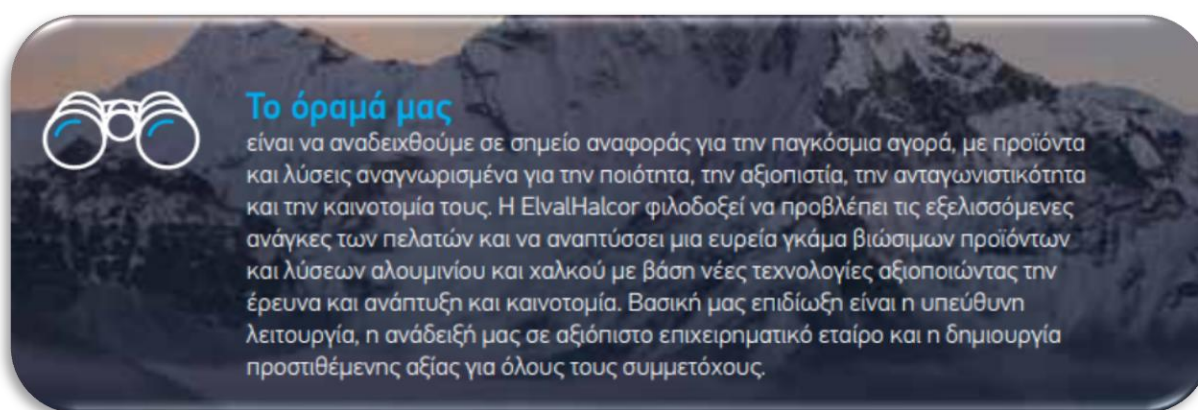 Το όραμά μας
είναι να αναδειχθούμε σε σημείο αναφοράς για την παγκόσμια αγορά, με προϊόντα
και λύσεις αναγνωρισμένα για την ποιότητα, την αξιοπιστία, την ανταγωνιστικότητα
και την καινοτομία τους. Η ElvalHalcor φιλοδοξεί να προβλέπει τις εξελισσόμενες
ανάγκες των πελατών και να αναπτύσσει μια ευρεία γκάμα βιώσιμων προϊόντων
και λύσεων αλουμινίου και χαλκού με βάση νέες τεχνολογίες αξιοποιώντας την
έρευνα και ανάπτυξη και καινοτομία. Βασική μας επιδίωξη είναι η υπεύθυνη
λειτουργία, η ανάδειξή μας σε αξιόπιστο επιχειρηματικό εταίρο και η δημιουργία
προστιθέμενης αξίας για όλους τους συμμετόχους.